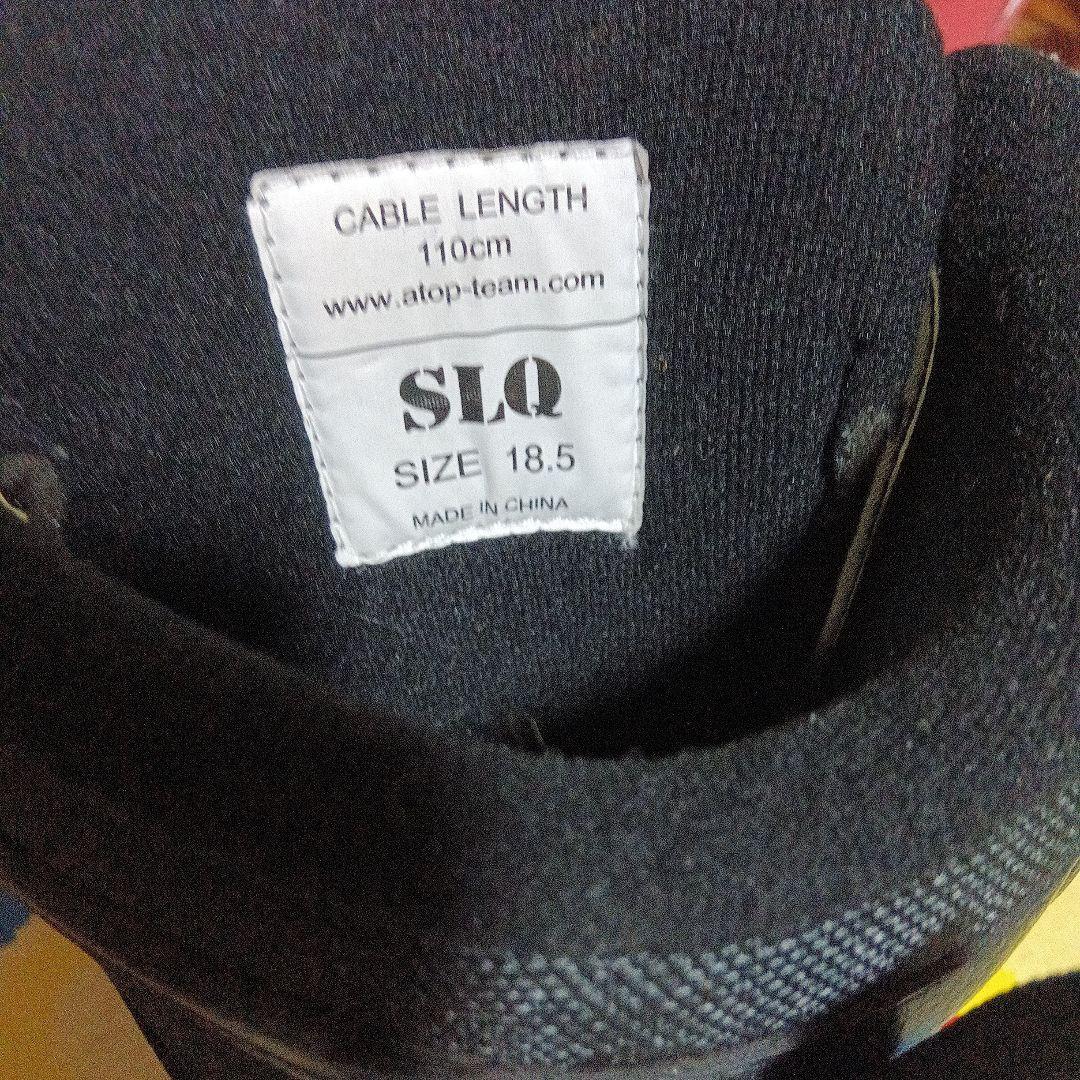 CABLE LENGTH
110cm
www.atop-team.com
SLQ
SIZE 18.5
MADE IN CHINA